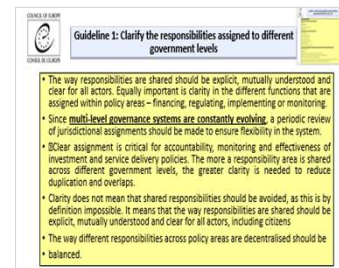 COUNCIL OF EUROPE
CONSEIL DE L'EUROPE
Guideline 1: Clarify the responsibilities assigned to different
government levels
• The way responsibilities are shared should be explicit, mutually understood and
clear for all actors. Equally important is clarity in the different functions that are
assigned within policy areas – financing, regulating, implementing or monitoring.
• Since multi-level governance systems are constantly evolving, a periodic review
of jurisdictional assignments should be made to ensure flexibility in the system.
• Clear assignment is critical for accountability, monitoring and effectiveness of
investment and service delivery policies. The more a responsibility area is shared
across different government levels, the greater clarity is needed to reduce
duplication and overlaps.
• Clarity does not mean that shared responsibilities should be avoided, as this is by
definition impossible. It means that the way responsibilities are shared should be
explicit, mutually understood and clear for all actors, including citizens
• The way different responsibilities across policy areas are decentralised should be
• balanced.